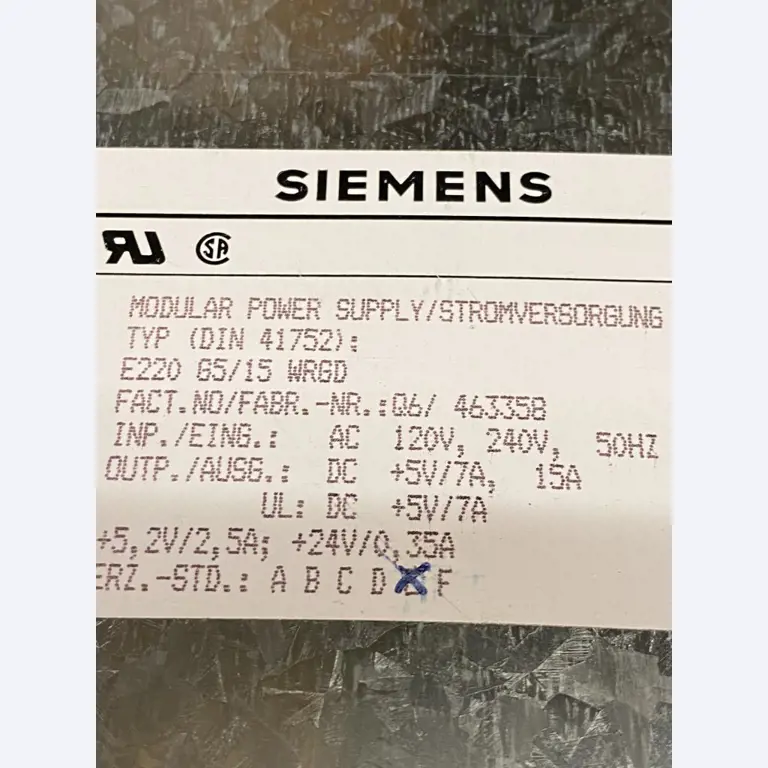 SIEMENS
RU SA
MODULAR POWER SUPPLY/STROMVERSORGUNG
TYP (DIN 41752):
E220 G5/15 WRGD
FACT.NO/FABR.-NR.:Q6/ 463358
INP./EING.: AC 120V, 240V, 50HZ
OUTP./AUSG.: DC +5V/7A, 15A
UL: DC +5V/7A
+5,2V/2,5A; +24V/0,35A
ERZ.-STD.: A B C D E F